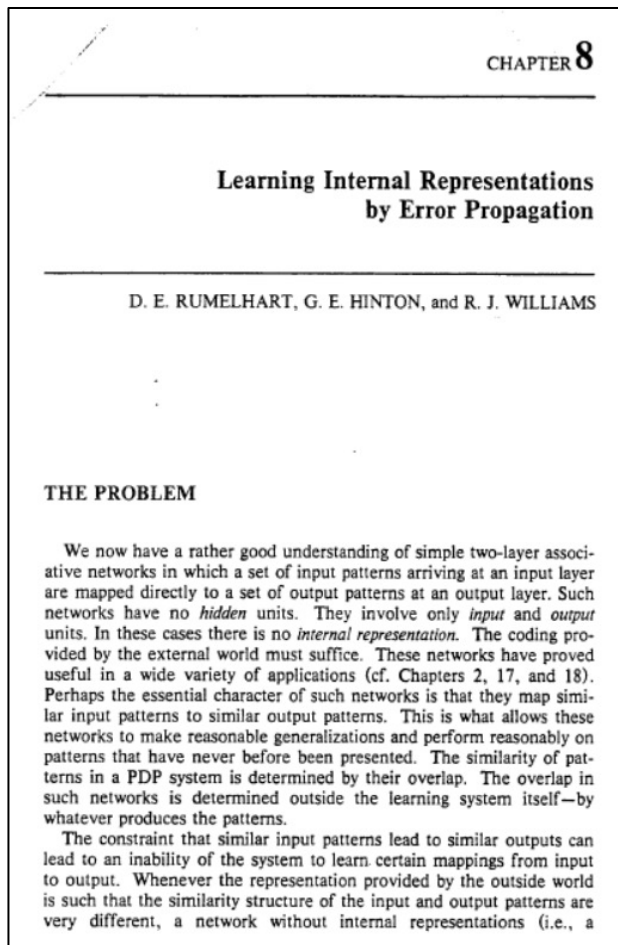 CHAPTER 8
Learning Internal Representations
by Error Propagation
D. E. RUMELHART, G. E. HINTON, and R. J. WILLIAMS
THE PROBLEM
We now have a rather good understanding of simple two-layer associ-
ative networks in which a set of input patterns arriving at an input layer
are mapped directly to a set of output patterns at an output layer. Such
networks have no hidden units. They involve only input and output
units. In these cases there is no internal representation. The coding pro-
vided by the external world must suffice. These networks have proved
useful in a wide variety of applications (cf. Chapters 2, 17, and 18).
Perhaps the essential character of such networks is that they map simi-
lar input patterns to similar output patterns. This is what allows these
networks to make reasonable generalizations and perform reasonably on
patterns that have never before been presented. The similarity of pat-
terns in a PDP system is determined by their overlap. The overlap in
such networks is determined outside the learning system itself—by
whatever produces the patterns.
The constraint that similar input patterns lead to similar outputs can
lead to an inability of the system to learn certain mappings from input
to output. Whenever the representation provided by the outside world
is such that the similarity structure of the input and output patterns are
very different, a network without internal representations (i.e., a